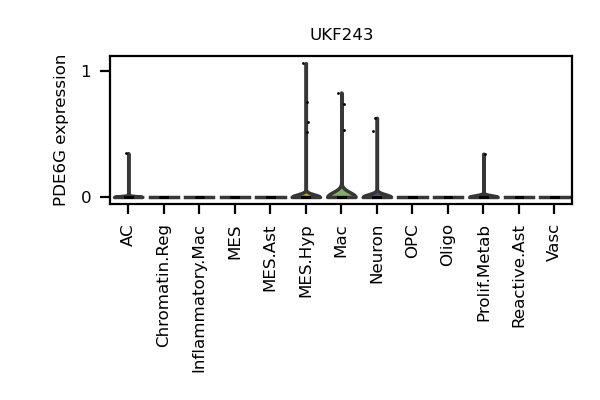 UKF243
PDE6G expression
1
0
AC
Chromatin.Reg
Inflammatory.Mac
MES
MES.Ast
MES.Hyp
Mac
Neuron
OPC
Oligo
Prolif.Metab
Reactive.Ast
Vasc